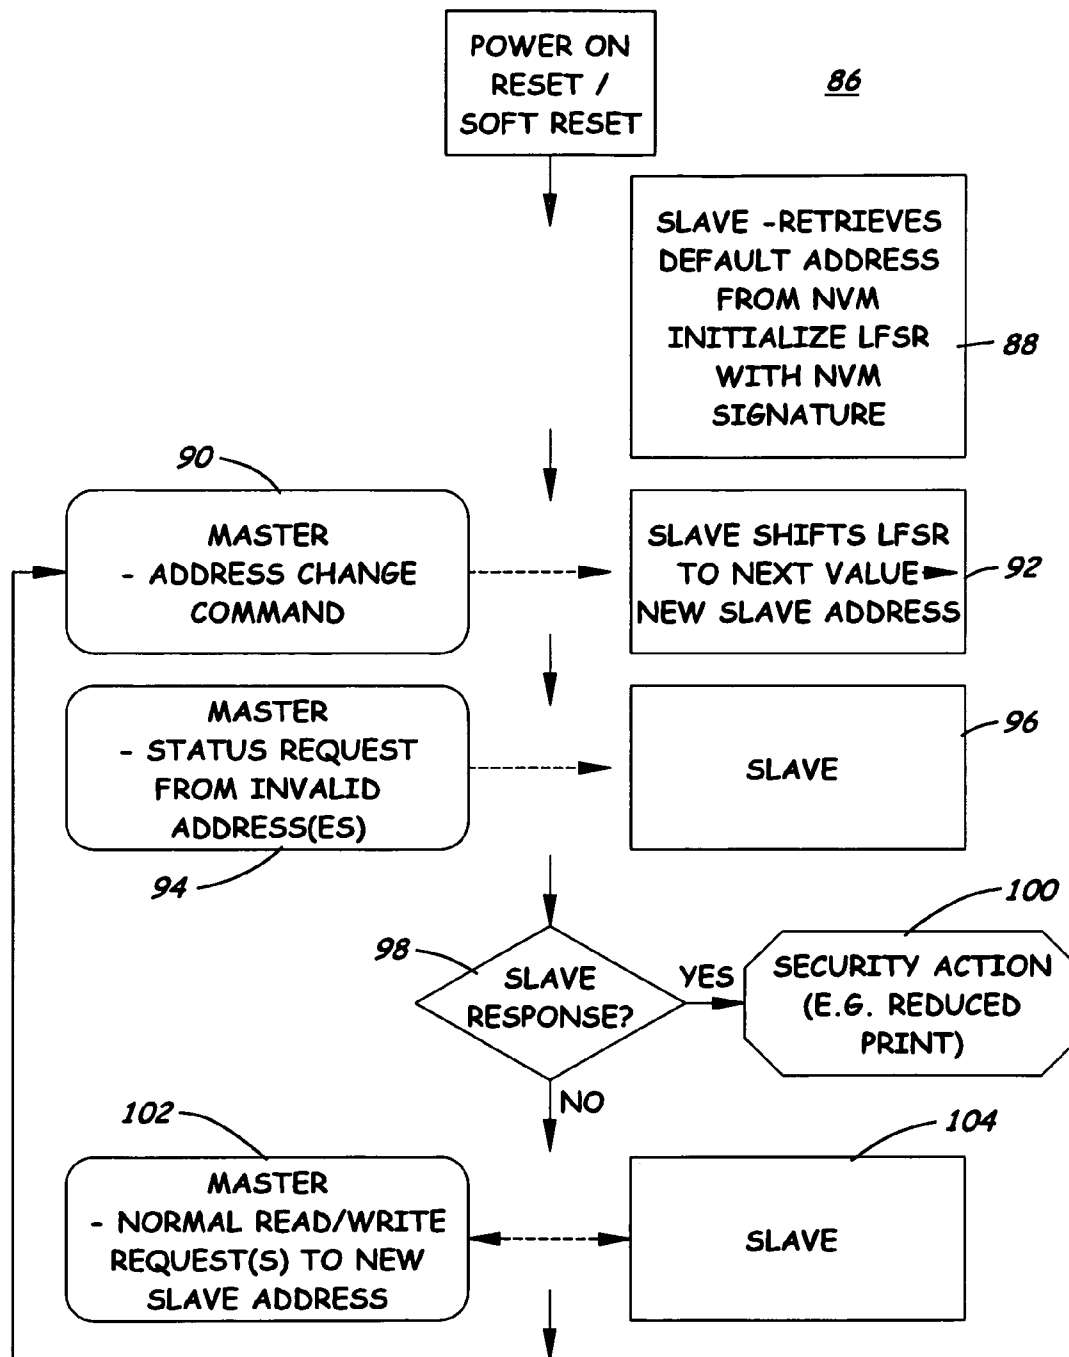 POWER ON
RESET /
SOFT RESET
86
SLAVE -RETRIEVES
DEFAULT ADDRESS
FROM NVM
INITIALIZE LFSR
WITH NVM
SIGNATURE
88
90
MASTER
- ADDRESS CHANGE
COMMAND
SLAVE SHIFTS LFSR
TO NEXT VALUE
NEW SLAVE ADDRESS
92
MASTER
- STATUS REQUEST
FROM INVALID
ADDRESS(ES)
94
SLAVE
96
98
SLAVE
RESPONSE?
YES
100
SECURITY ACTION
(E.G. REDUCED
PRINT)
NO
102
MASTER
- NORMAL READ/WRITE
REQUEST(S) TO NEW
SLAVE ADDRESS
104
SLAVE